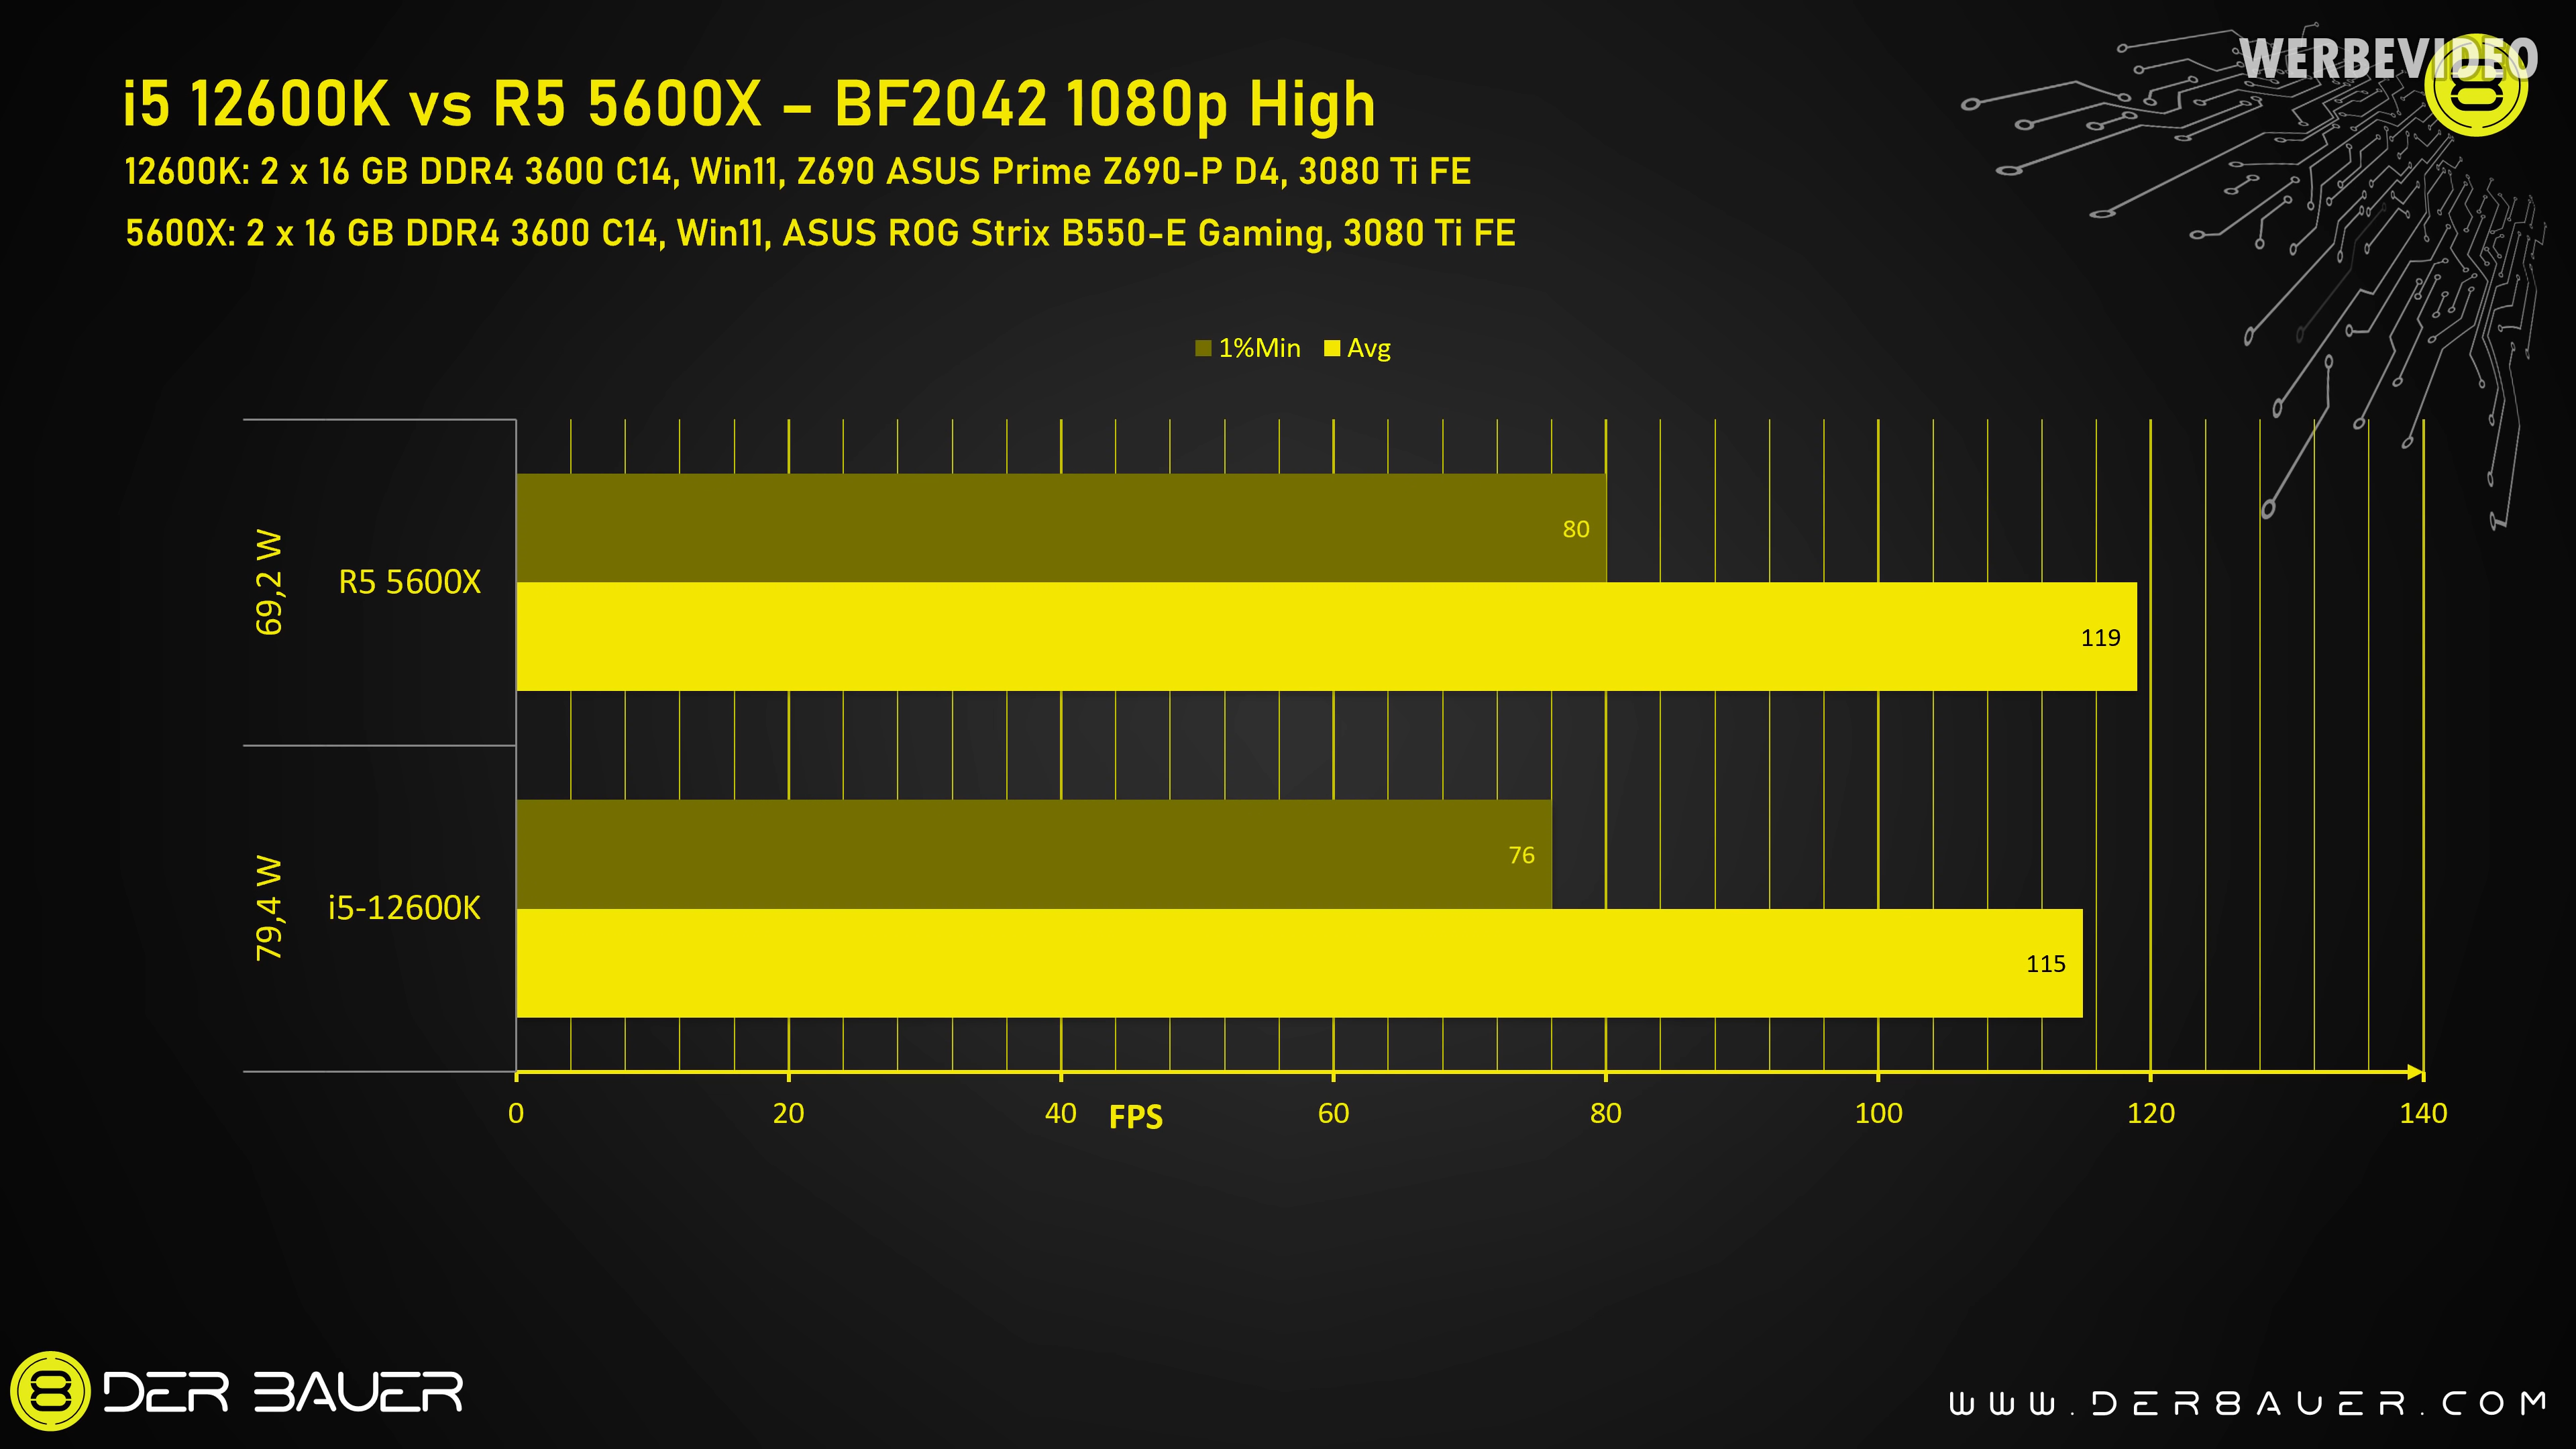 WERBEVIDEO
i5 12600K vs R5 5600X – BF2042 1080p High
12600K: 2 x 16 GB DDR4 3600 C14, Win11, Z690 ASUS Prime Z690-P D4, 3080 Ti FE
5600X: 2 x 16 GB DDR4 3600 C14, Win11, ASUS ROG Strix B550-E Gaming, 3080 Ti FE
1%Min Avg
69,2 W
R5 5600X
80
119
79,4 W
i5-12600K
76
115
0 20 40 60 80 100 120 140
FPS
DER 8AUER
WWW.DER8AUER.COM